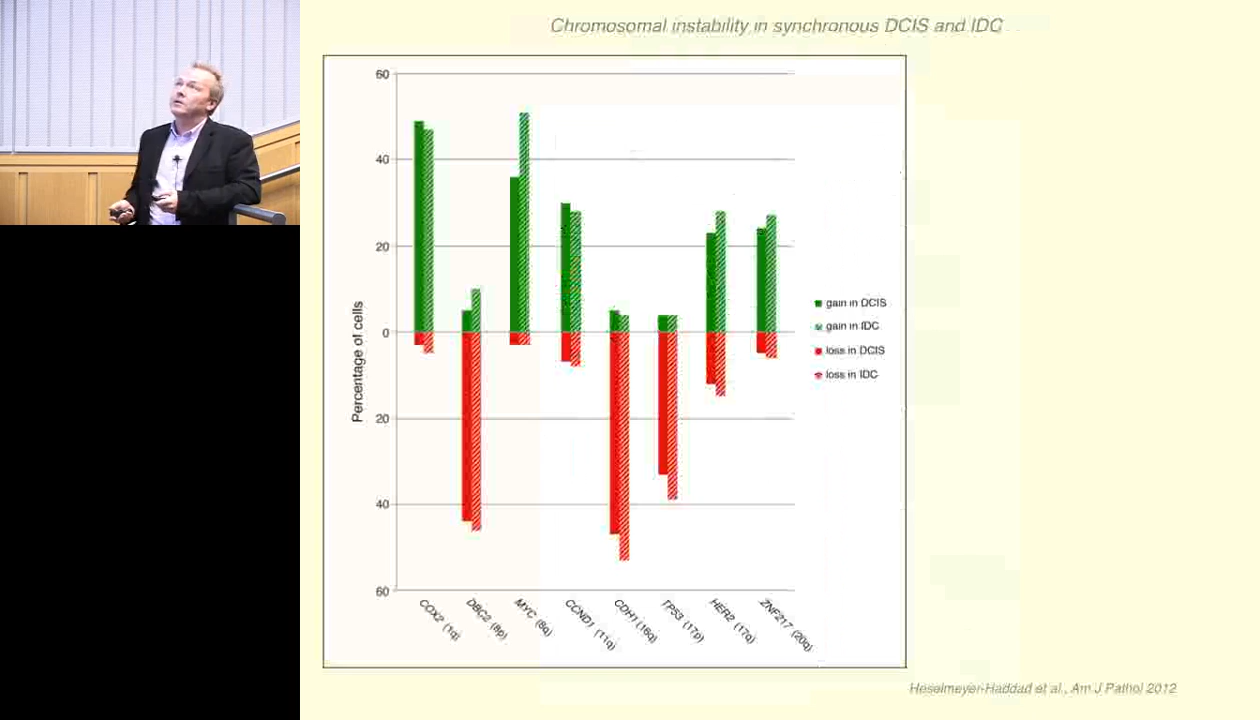 Chromosomal instability in synchronous DCIS and IDC
60
40
20
0
20
40
60
Percentage of cells
COX2 (1q)
DBC2 (8p)
MYC (8q)
CCND1 (11q)
CDH1 (16q)
TP53 (17p)
HER2 (17q)
ZNF217 (20q)
gain in DCIS
gain in IDC
loss in DCIS
loss in IDC
Heselmeyer-Haddad et al., Am J Pathol 2012